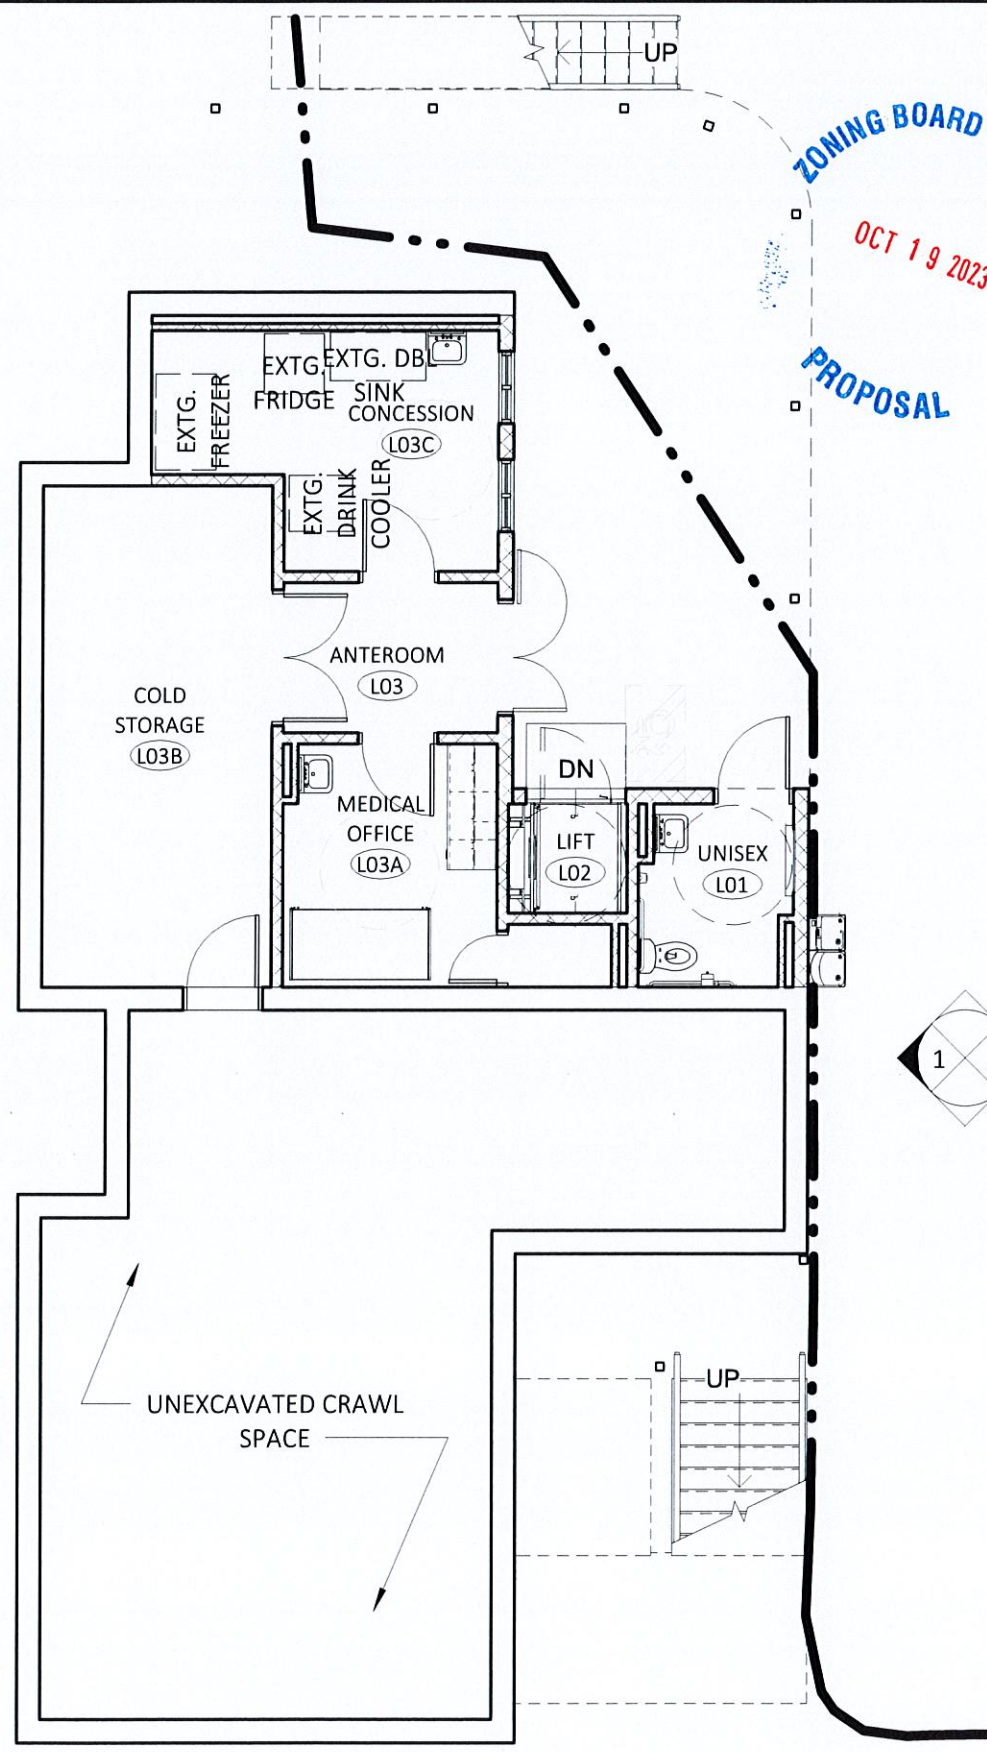 UP
ZONING BOARD
OCT 19 2023
PROPOSAL
EXTG.
FREEZER
EXTG.
FRIDGE
EXTG. DB.
SINK
CONCESSION
L03C
EXTG.
DRINK
COOLER
ANTEROOM
L03
COLD
STORAGE
L03B
DN
MEDICAL
OFFICE
L03A
LIFT
L02
UNISEX
L01
1
UP
UNEXCAVATED CRAWL
SPACE